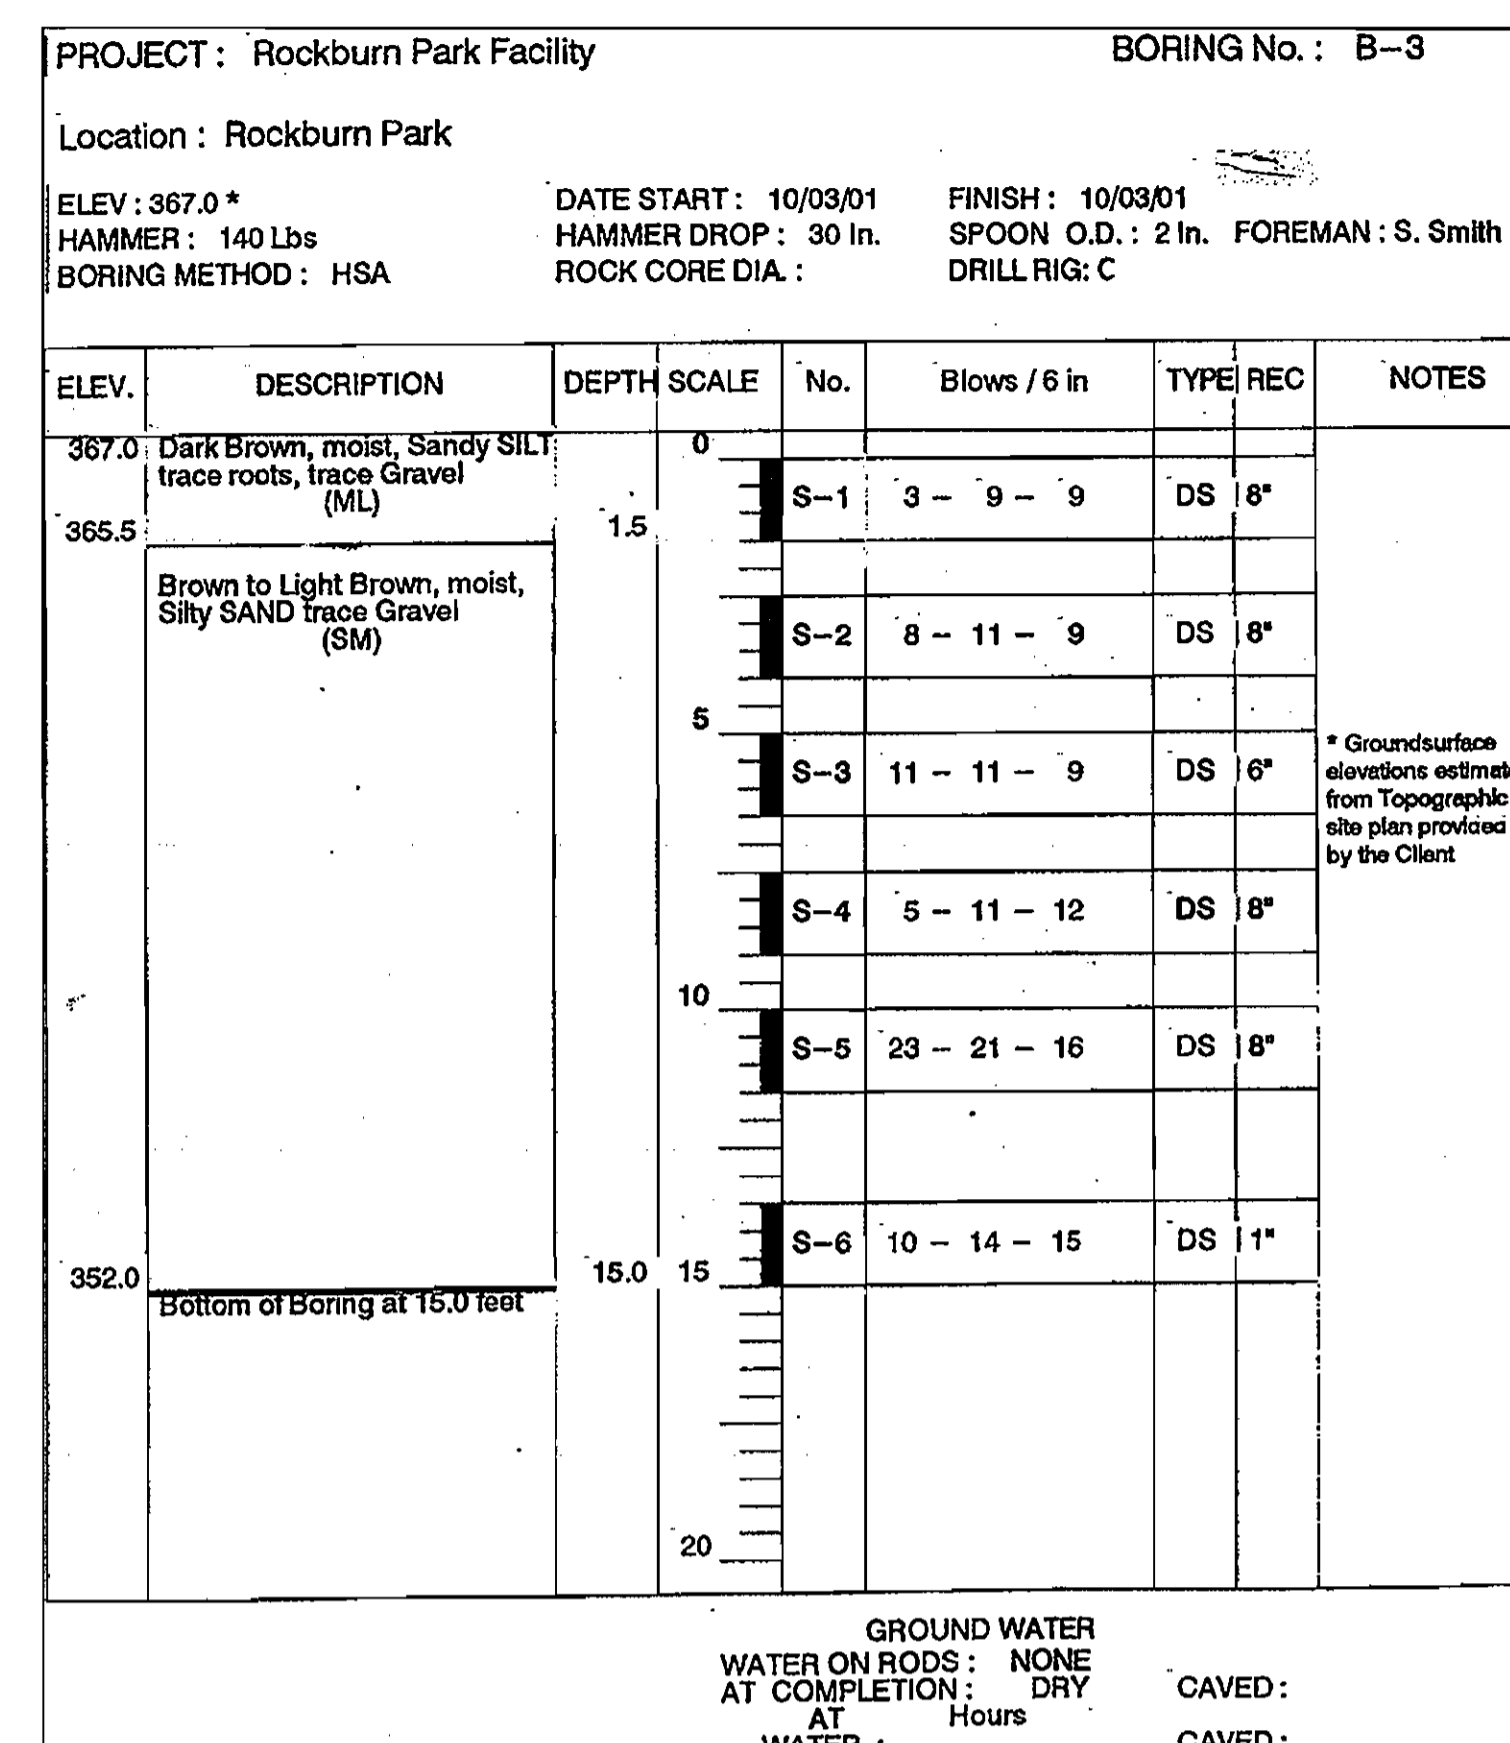 PROJECT : Rockburn Park Facility BORING No. : B-3
Location : Rockburn Park
ELEV : 367.0 * DATE START : 10/03/01 FINISH : 10/03/01
HAMMER : 140 Lbs HAMMER DROP : 30 In. SPOON O.D. : 2 In. FOREMAN : S. Smith
BORING METHOD : HSA ROCK CORE DIA. : DRILL RIG: C
ELEV. DESCRIPTION DEPTH SCALE No. Blows / 6 in TYPE REC NOTES
367.0 Dark Brown, moist, Sandy SILT 0
trace roots, trace Gravel
(ML) S-1 3 - 9 - 9 DS 8"
365.5 1.5
Brown to Light Brown, moist,
Silty SAND trace Gravel
(SM) S-2 8 - 11 - 9 DS 8"
5
* Groundsurface
S-3 11 - 11 - 9 DS 6" elevations estimat
from Topographic
site plan provided
by the Client
S-4 5 - 11 - 12 DS 8"
10
S-5 23 - 21 - 16 DS 8"
S-6 10 - 14 - 15 DS 1"
352.0 15.0 15
Bottom of Boring at 15.0 feet
20
GROUND WATER
WATER ON RODS : NONE
AT COMPLETION : DRY CAVED :
AT Hours
WATER : CAVED :